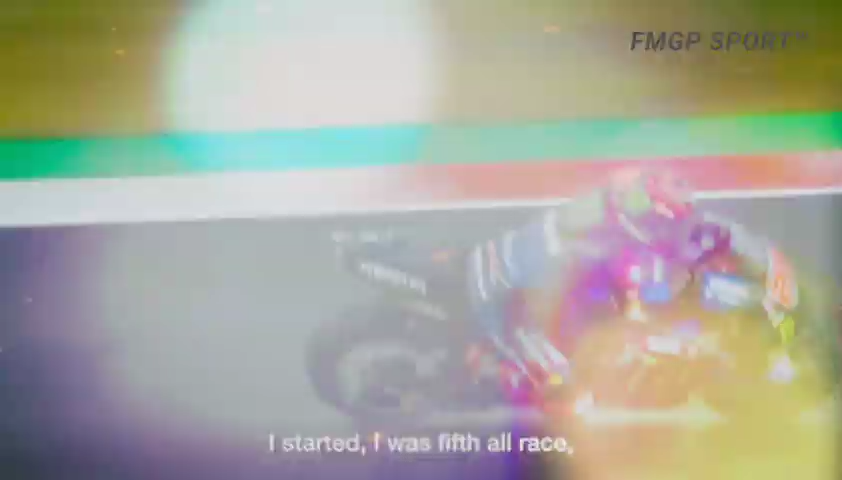 FMGP SPORT
I started, I was fifth all race,